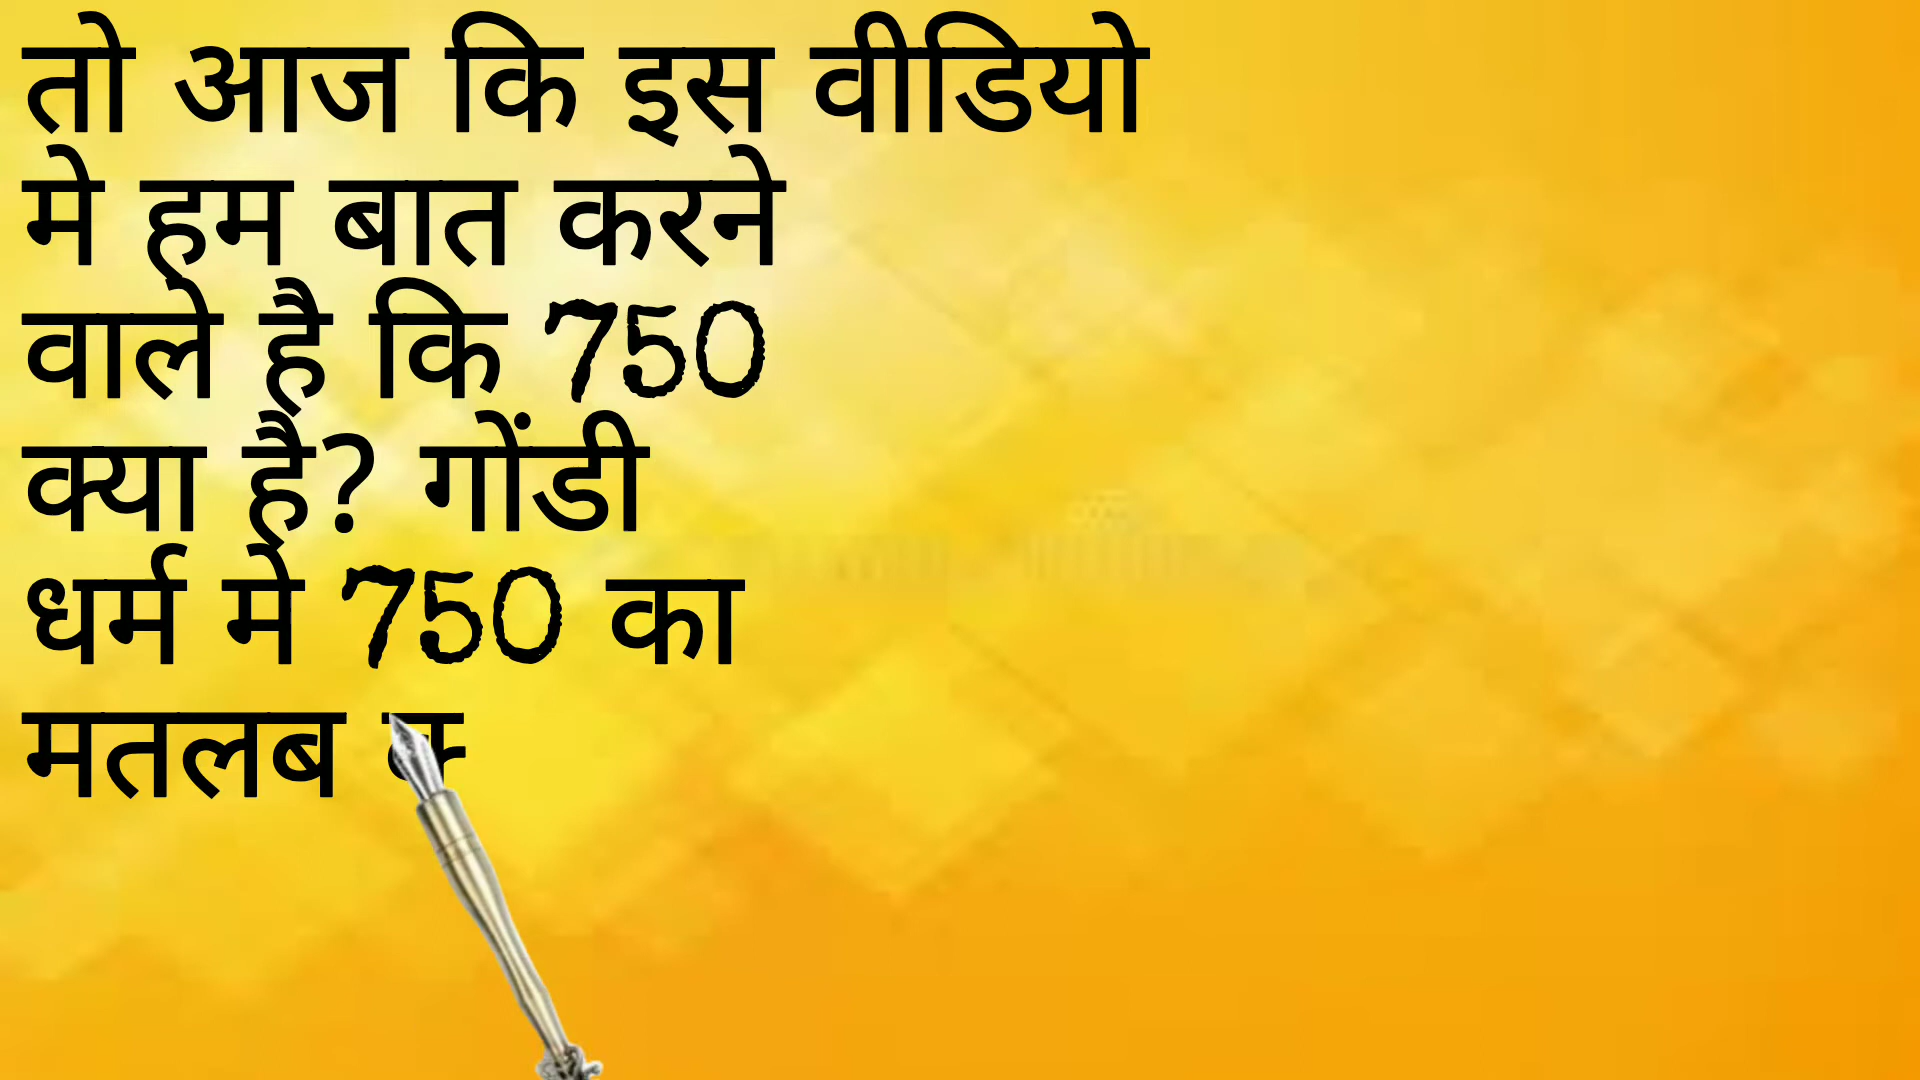 तो आज कि इस वीडियो
मे हम बात करने
वाले है कि 750
क्या है? गोंडी
धर्म मे 750 का
मतलब